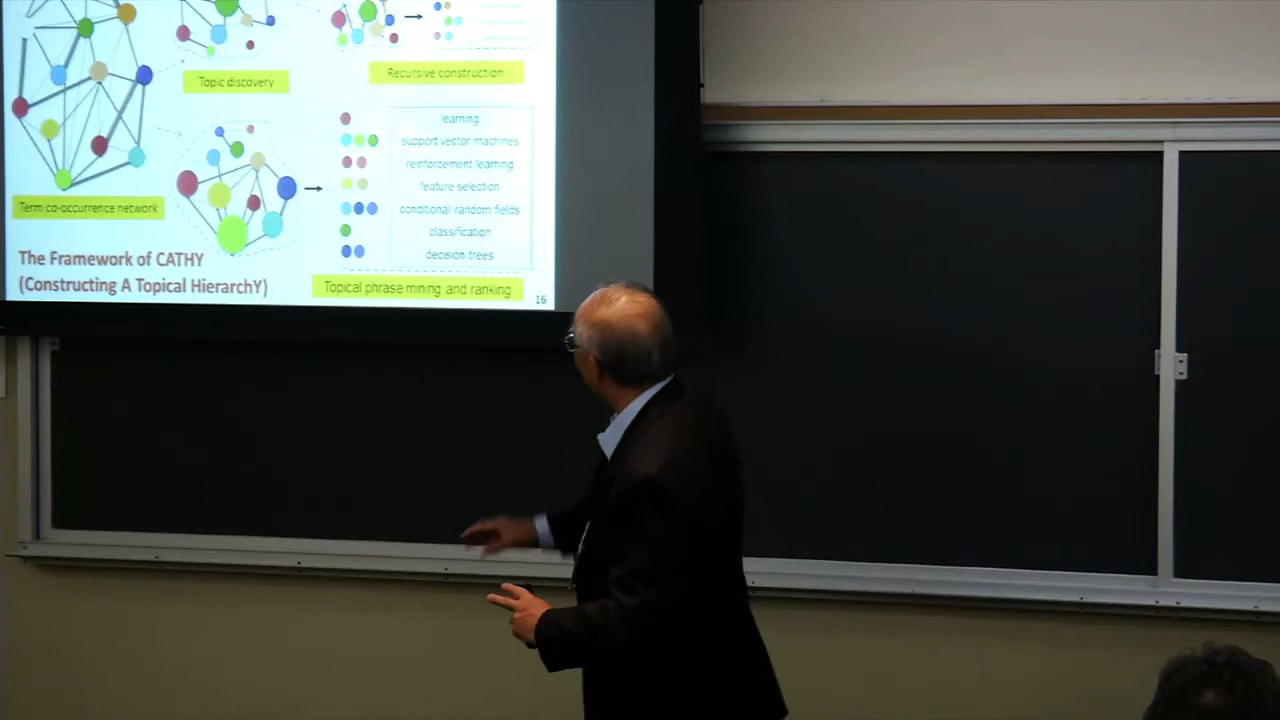 Topic discovery
Recursive construction
learning
support vector machines
reinforcement learning
feature selection
conditional random fields
classification
decision trees
Term co-occurrence network
The Framework of CATHY
(Constructing A Topical HierarchY)
Topical phrase mining and ranking
16